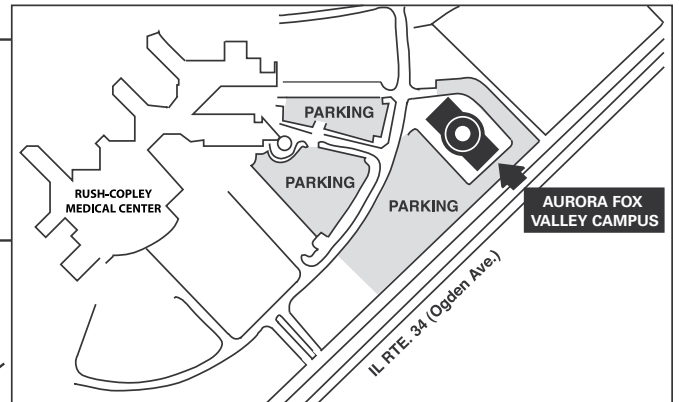 PARKING
PARKING
RUSH-COPLEY
MEDICAL CENTER
PARKING
AURORA FOX
VALLEY CAMPUS
IL RTE. 34 (Ogden Ave.)